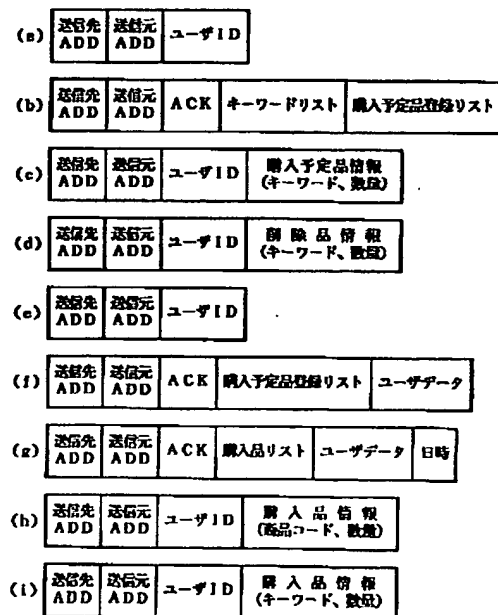 (a) 送信先 送信元 ユーザID
ADD ADD
(b) 送信先 送信元 ACK キーワードリスト 購入予定品登録リスト
ADD ADD
(c) 送信先 送信元 ユーザID 購入予定品情報
ADD ADD (キーワード、数量)
(d) 送信先 送信元 ユーザID 削除品情報
ADD ADD (キーワード、数量)
(e) 送信先 送信元 ユーザID
ADD ADD
(f) 送信先 送信元 ACK 購入予定品登録リスト ユーザデータ
ADD ADD
(g) 送信先 送信元 ACK 購入品リスト ユーザデータ 日時
ADD ADD
(h) 送信先 送信元 ユーザID 購入品情報
ADD ADD (商品コード、数量)
(i) 送信先 送信元 ユーザID 購入品情報
ADD ADD (キーワード、数量)